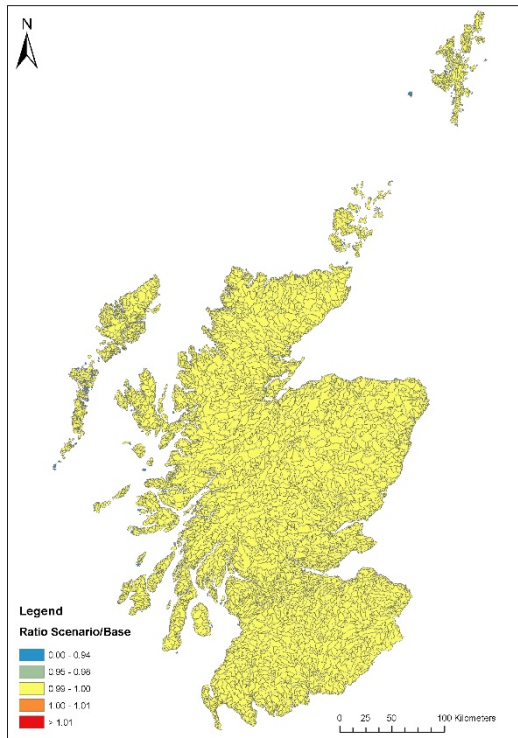 N
Legend
Ratio Scenario/Base
0.00 - 0.94
0.95 - 0.98
0.99 - 1.00
1.00 - 1.01
> 1.01
0 25 50 100 Kilometers